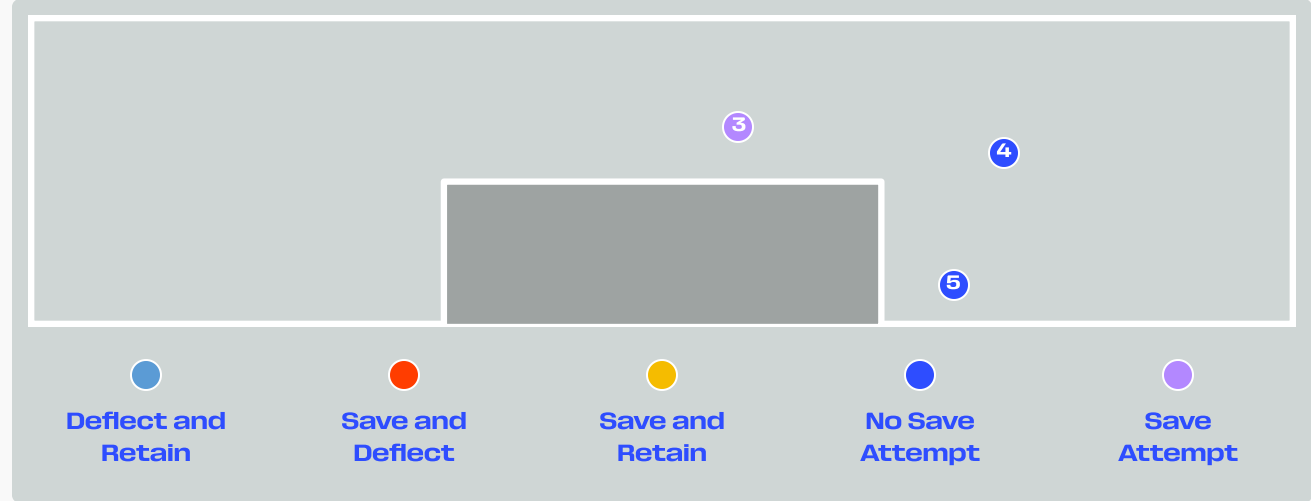 3
4
5
Deflect and
Retain
Save and
Deflect
Save and
Retain
No Save
Attempt
Save
Attempt